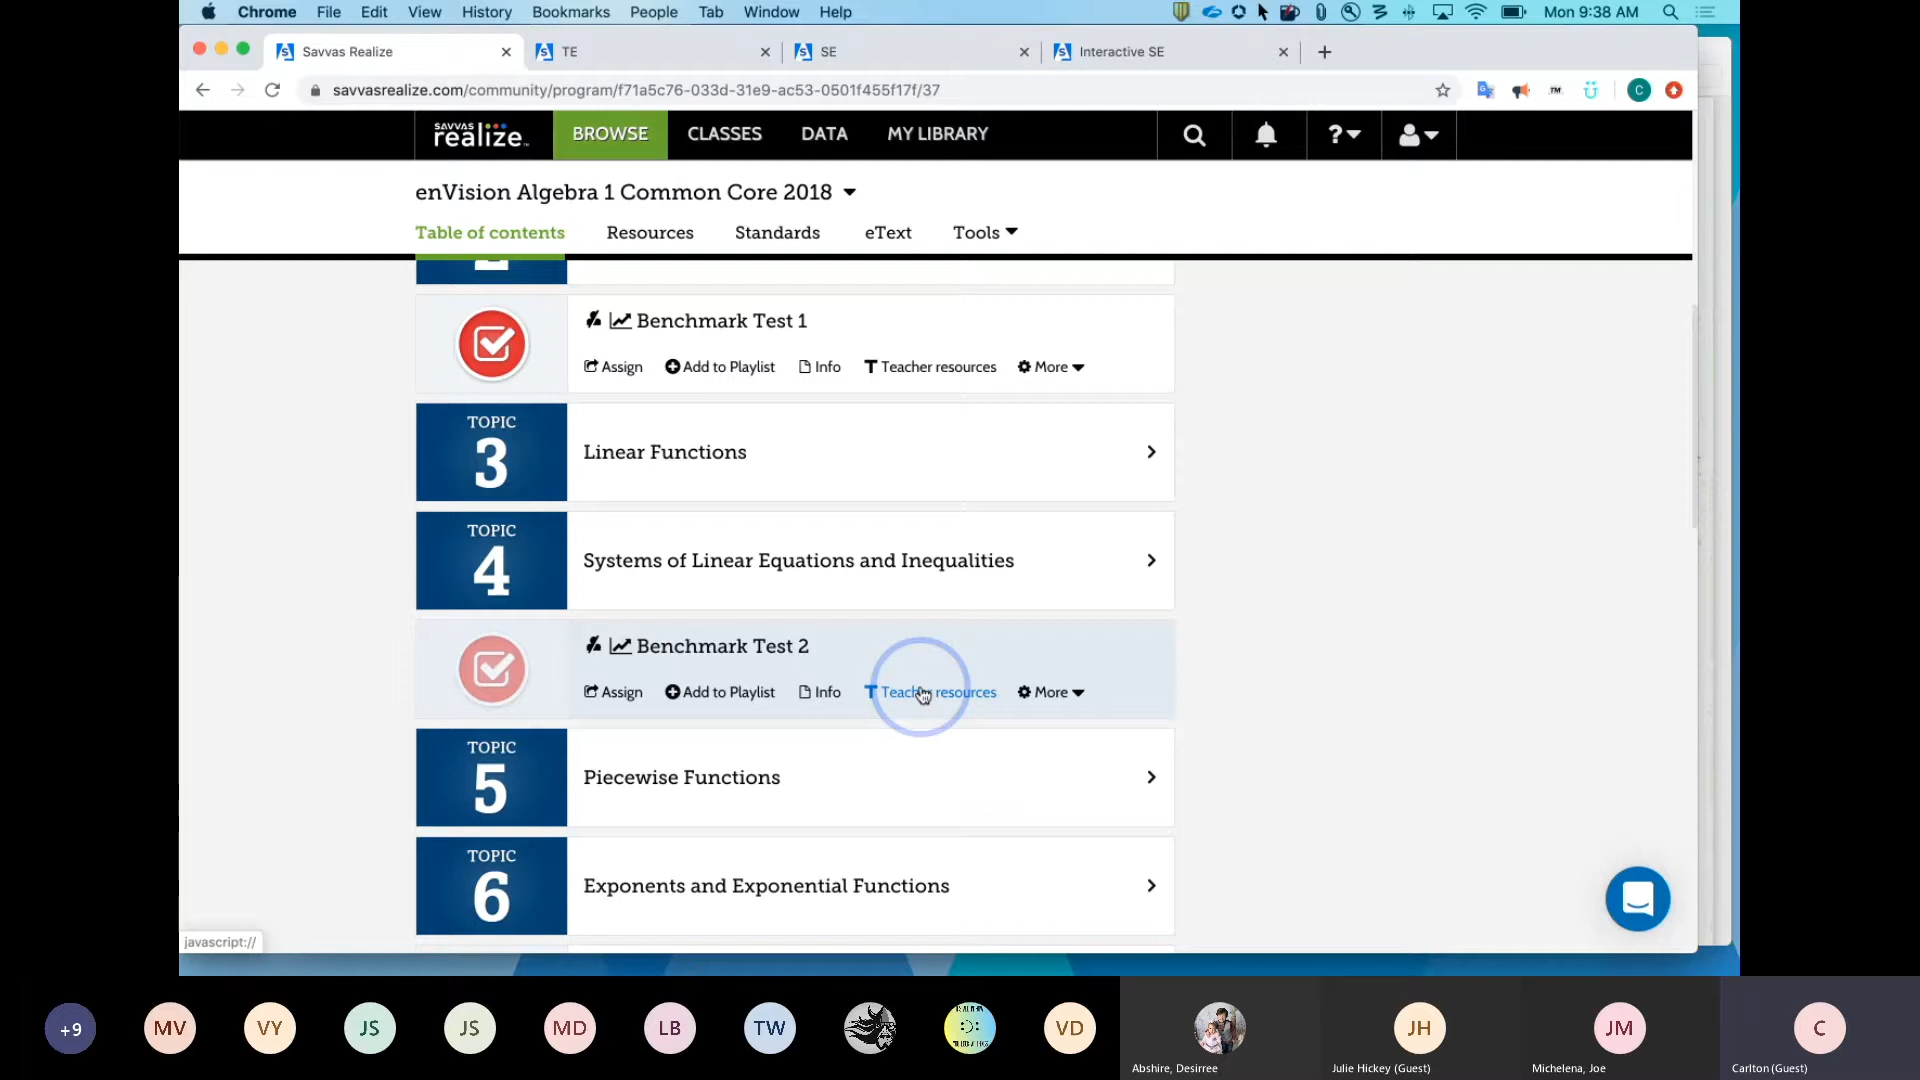 Chrome File Edit View History Bookmarks People Tab Window Help Mon 9:38 AM
Savvas Realize TE SE Interactive SE
savvasrealize.com/community/program/f71a5c76-033d-31e9-ac53-0501f455f17f/37 C
SAVVAS
realize BROWSE CLASSES DATA MY LIBRARY ?
enVision Algebra 1 Common Core 2018
Table of contents Resources Standards eText Tools
Benchmark Test 1
Assign Add to Playlist Info Teacher resources More
TOPIC
3
Linear Functions
TOPIC
4
Systems of Linear Equations and Inequalities
Benchmark Test 2
Assign Add to Playlist Info Teacher resources More
TOPIC
5
Piecewise Functions
TOPIC
6
Exponents and Exponential Functions
javascript://
+9 MV VY JS JS MD LB TW VD JH JM C
Abshire, Desirree Julie Hickey (Guest) Michelena, Joe Carlton (Guest)